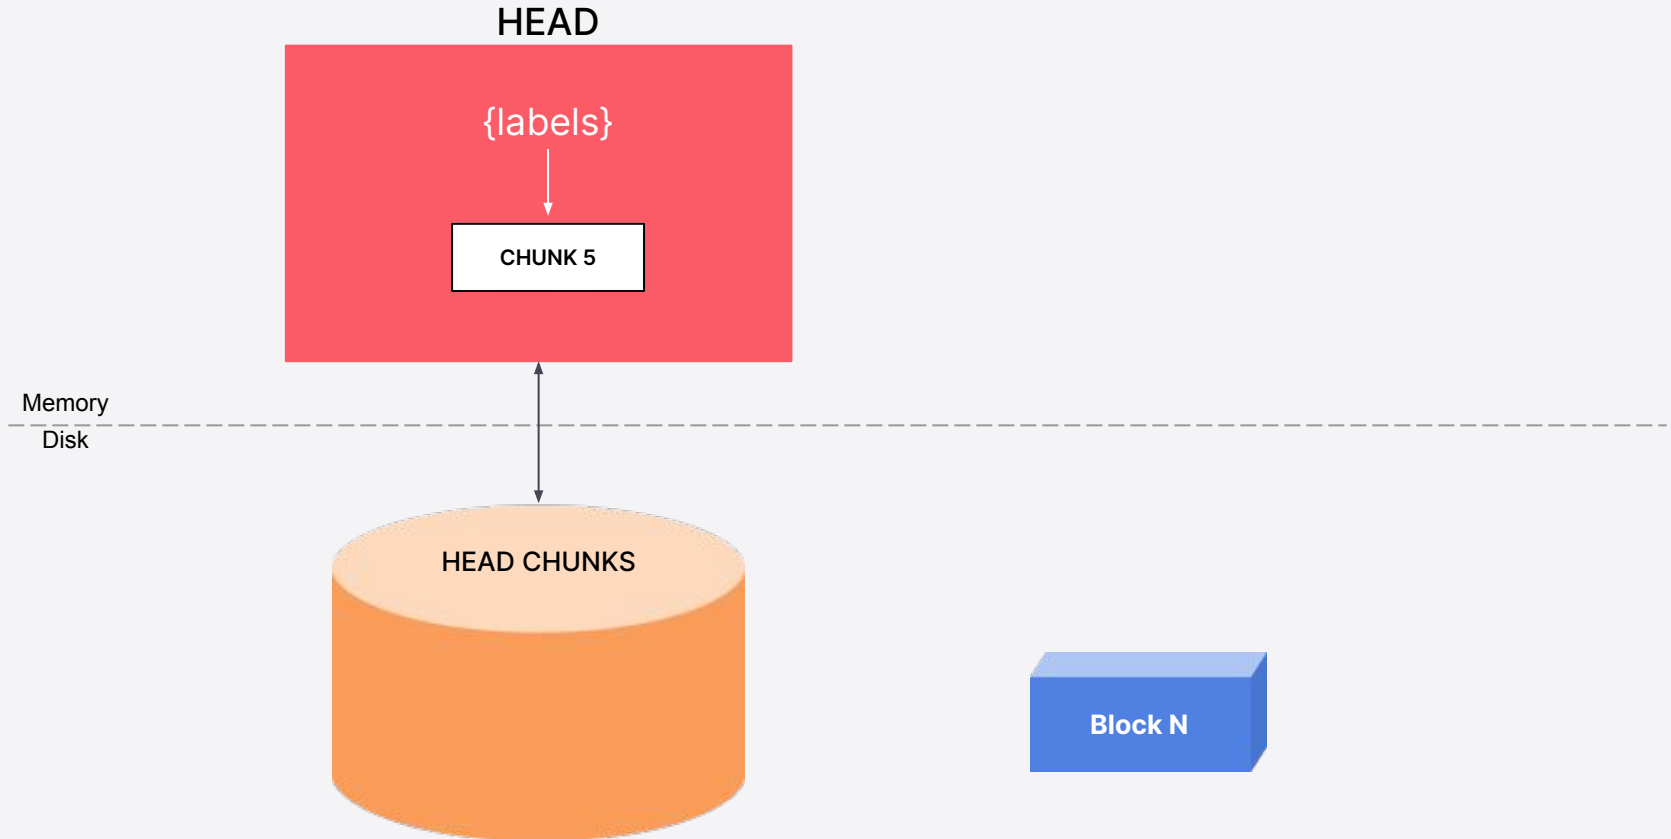 HEAD
{labels}
CHUNK 5
Memory
Disk
HEAD CHUNKS
Block N